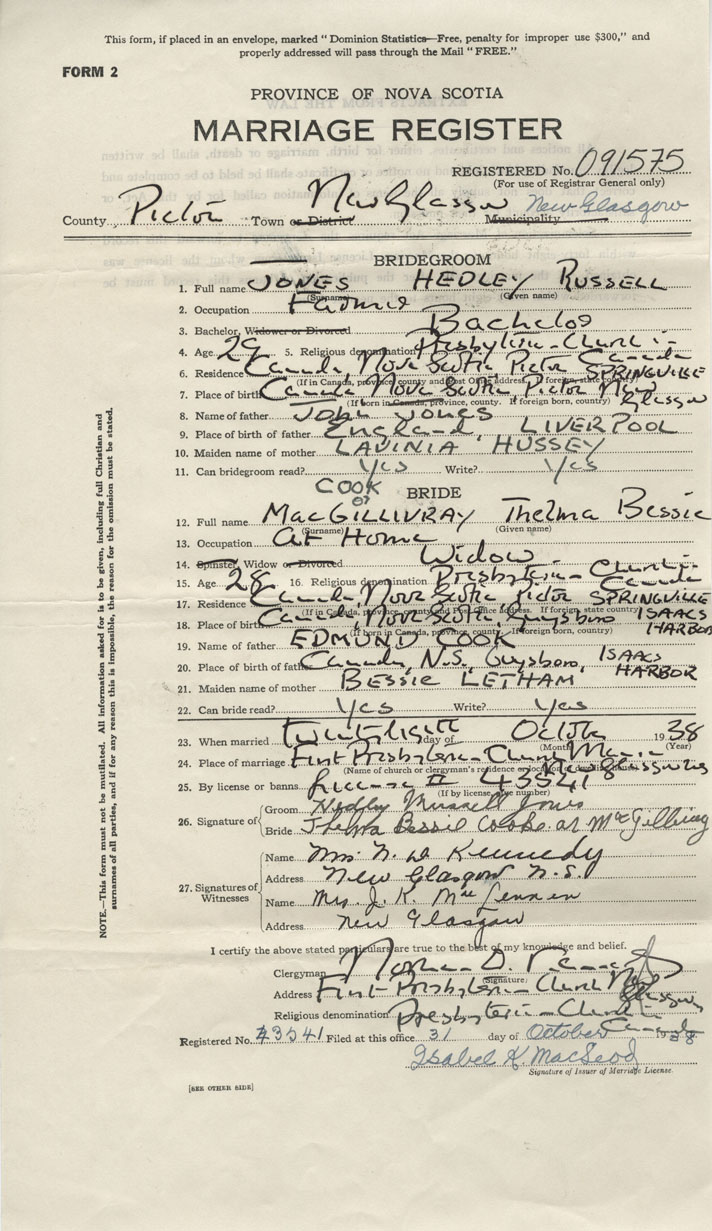 This form, if placed in an envelope, marked "Dominion Statistics—Free, penalty for improper use $300," and
properly addressed will pass through the Mail "FREE."
FORM 2
PROVINCE OF NOVA SCOTIA
MARRIAGE REGISTER
REGISTERED No. 091575
(For use of Registrar General only)
County Pictou Town or District New Glasgow Municipality New Glasgow
BRIDEGROOM
1. Full name JONES HEDLEY RUSSELL
(Surname) (Given name)
2. Occupation Farmer
3. Bachelor, Widower or Divorced Bachelor
4. Age 29 5. Religious denomination Presbyterian Church in
6. Residence Canada Nova Scotia Pictou Canada SPRINGVILLE
(If in Canada, province, county and Post Office address. If foreign, state country)
7. Place of birth Canada Nova Scotia, Pictou New Glasgow
(If born in Canada, province, county. If foreign born, country)
8. Name of father JOHN JONES
9. Place of birth of father England, LIVERPOOL
10. Maiden name of mother LAVINIA HUSSEY
11. Can bridegroom read? Yes Write? Yes
BRIDE
COOK or
12. Full name MacGILLIVRAY Thelma Bessie
(Surname) (Given name)
13. Occupation At Home
14. Spinster, Widow or Divorced Widow
15. Age 28 16. Religious denomination Presbyterian Church in Canada
17. Residence Canada, Nova Scotia Pictou SPRINGVILLE
(If in Canada, province, county and Post Office address. If foreign state country)
18. Place of birth Canada, Nova Scotia, Guysboro ISAACS HARBOR
(If born in Canada, province, county. If foreign born, country)
19. Name of father EDMUND COOK
20. Place of birth of father Canada, N.S., Guysboro, ISAACS HARBOR
21. Maiden name of mother BESSIE LETHAM
22. Can bride read? Yes Write? Yes
23. When married twenty eighth day of October 1938
(Month) (Year)
24. Place of marriage First Presbyterian Church Manse New Glasgow NS
(Name of church or clergyman's residence or location of
25. By license or banns License 43541
(If by license, give number)
26. Signature of
Groom Hedley Russell Jones
Bride Thelma Bessie Cooke or McGillivray
27. Signatures of Witnesses
Name Mrs. N. D. Kennedy
Address New Glasgow N.S.
Name Mrs. J. K. MacLennan
Address New Glasgow
I certify the above stated particulars are true to the best of my knowledge and belief.
Clergyman Norman D. Kennedy
(Signature)
Address First Presbyterian Church New Glasgow
Religious denomination Presbyterian Church in Canada
Registered No. 43541 Filed at this office 31 day of October 1938
Isabel K. MacLeod
Signature of Issuer of Marriage License.
[SEE OTHER SIDE]
NOTE.—This form must not be mutilated. All information asked for is to be given, including full Christian and
surnames of all parties, and if for any reason this is impossible, the reason for the omission must be stated.